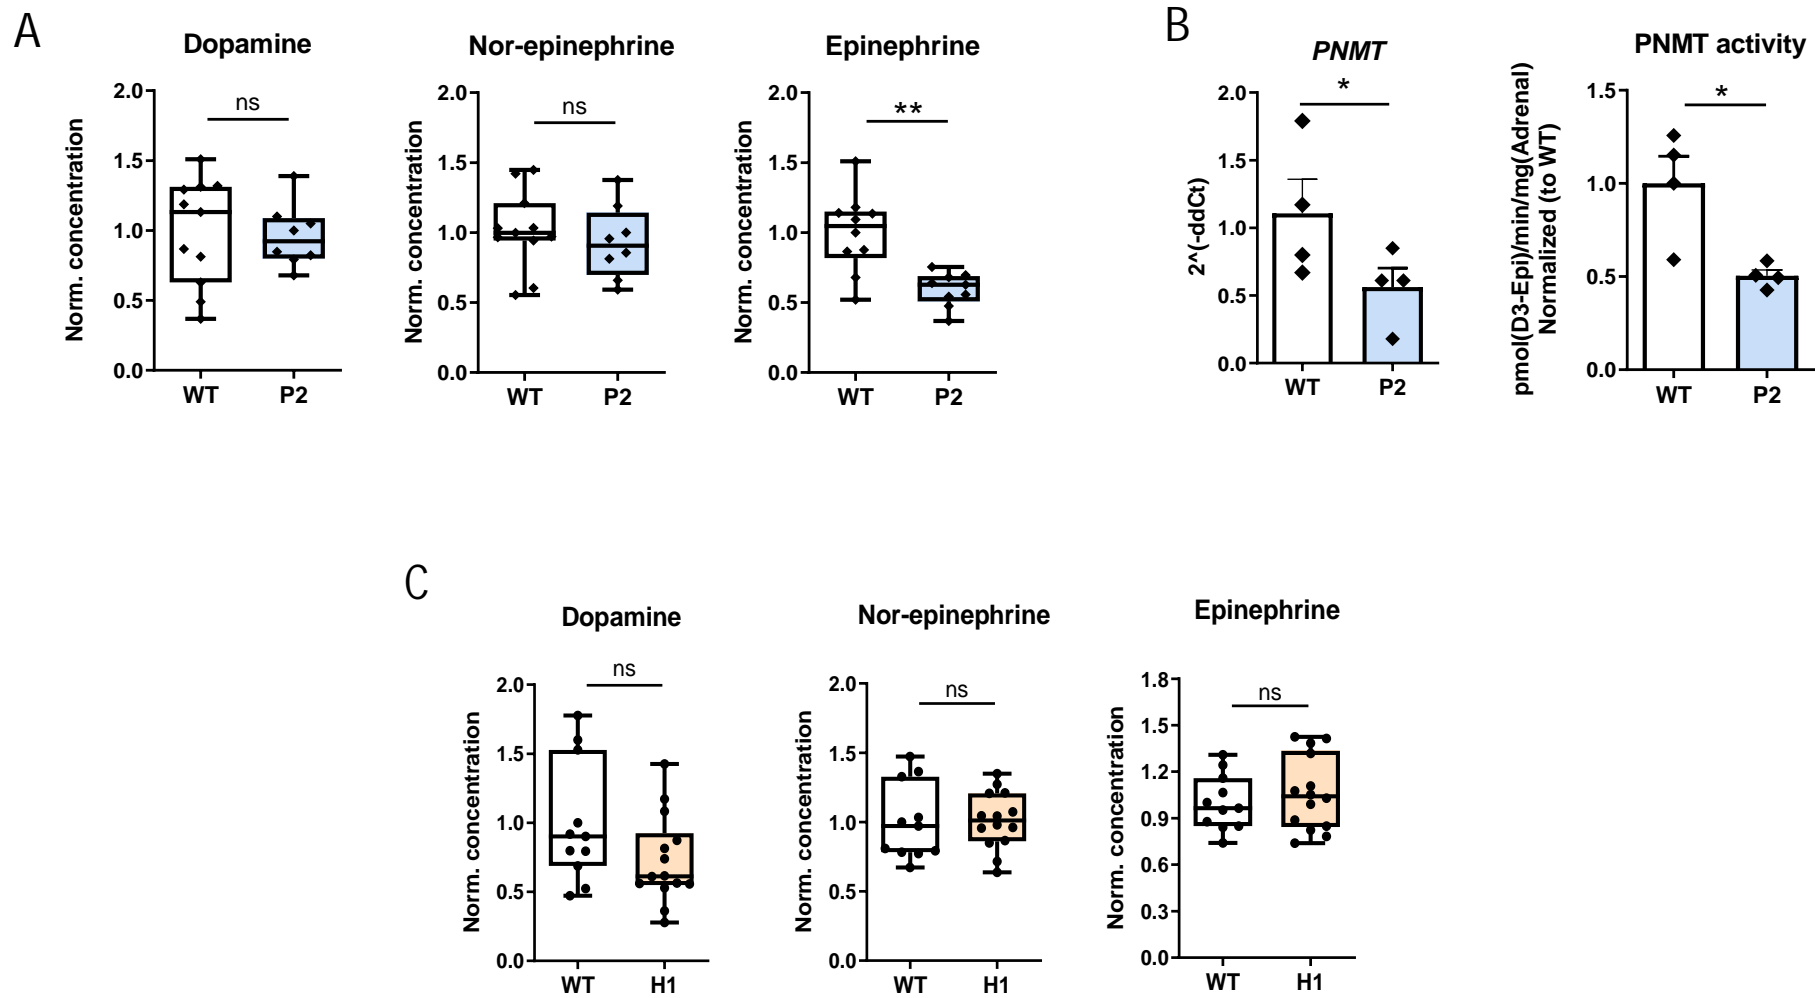 A
Dopamine
Norm. concentration
2.0
1.5
1.0
0.5
0.0
ns
WT
P2
Nor-epinephrine
Norm. concentration
2.0
1.5
1.0
0.5
0.0
ns
WT
P2
Epinephrine
Norm. concentration
2.0
1.5
1.0
0.5
0.0
**
WT
P2
B
PNMT
2^(-ddCt)
2.0
1.5
1.0
0.5
0.0
*
WT
P2
PNMT activity
pmol(D3-Epi)/min/mg(Adrenal)
Normalized (to WT)
1.5
1.0
0.5
0.0
*
WT
P2
C
Dopamine
Norm. concentration
2.0
1.5
1.0
0.5
0.0
ns
WT
H1
Nor-epinephrine
Norm. concentration
2.0
1.5
1.0
0.5
0.0
ns
WT
H1
Epinephrine
Norm. concentration
1.8
1.5
1.2
0.9
0.6
0.3
0.0
ns
WT
H1